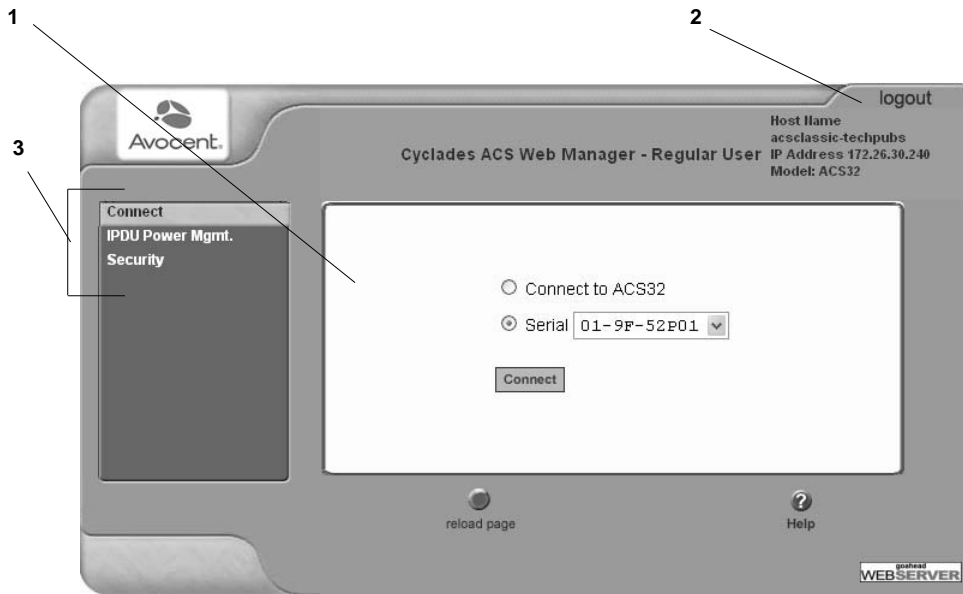 1
2
3
Avocent.
logout
Host Name
acsclassic-techpubs
IP Address 172.26.30.240
Model: ACS32
Cyclades ACS Web Manager - Regular User
Connect
IPDU Power Mgmt.
Security
Connect to ACS32
Serial 01-9F-52P01
Connect
reload page
? Help
goahead
WEBSERVER